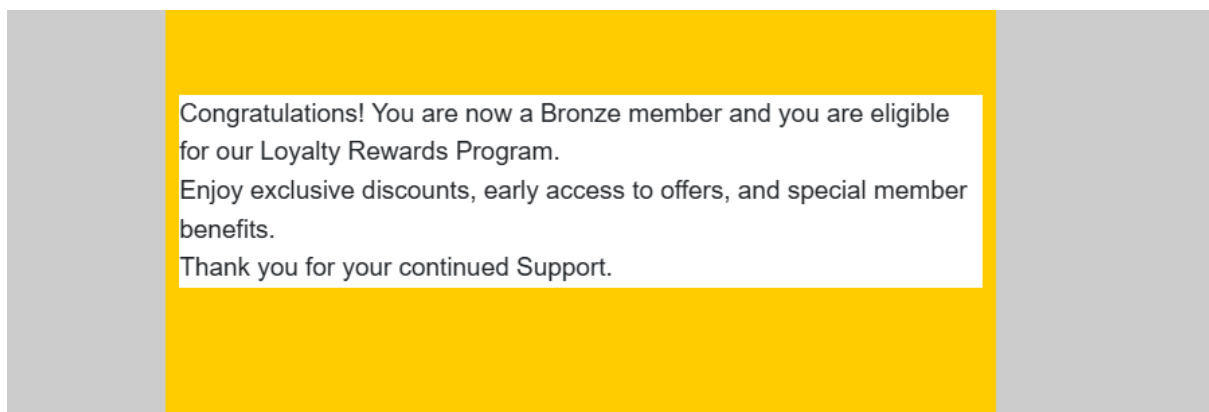 Congratulations! You are now a Bronze member and you are eligible
for our Loyalty Rewards Program.
Enjoy exclusive discounts, early access to offers, and special member
benefits.
Thank you for your continued Support.